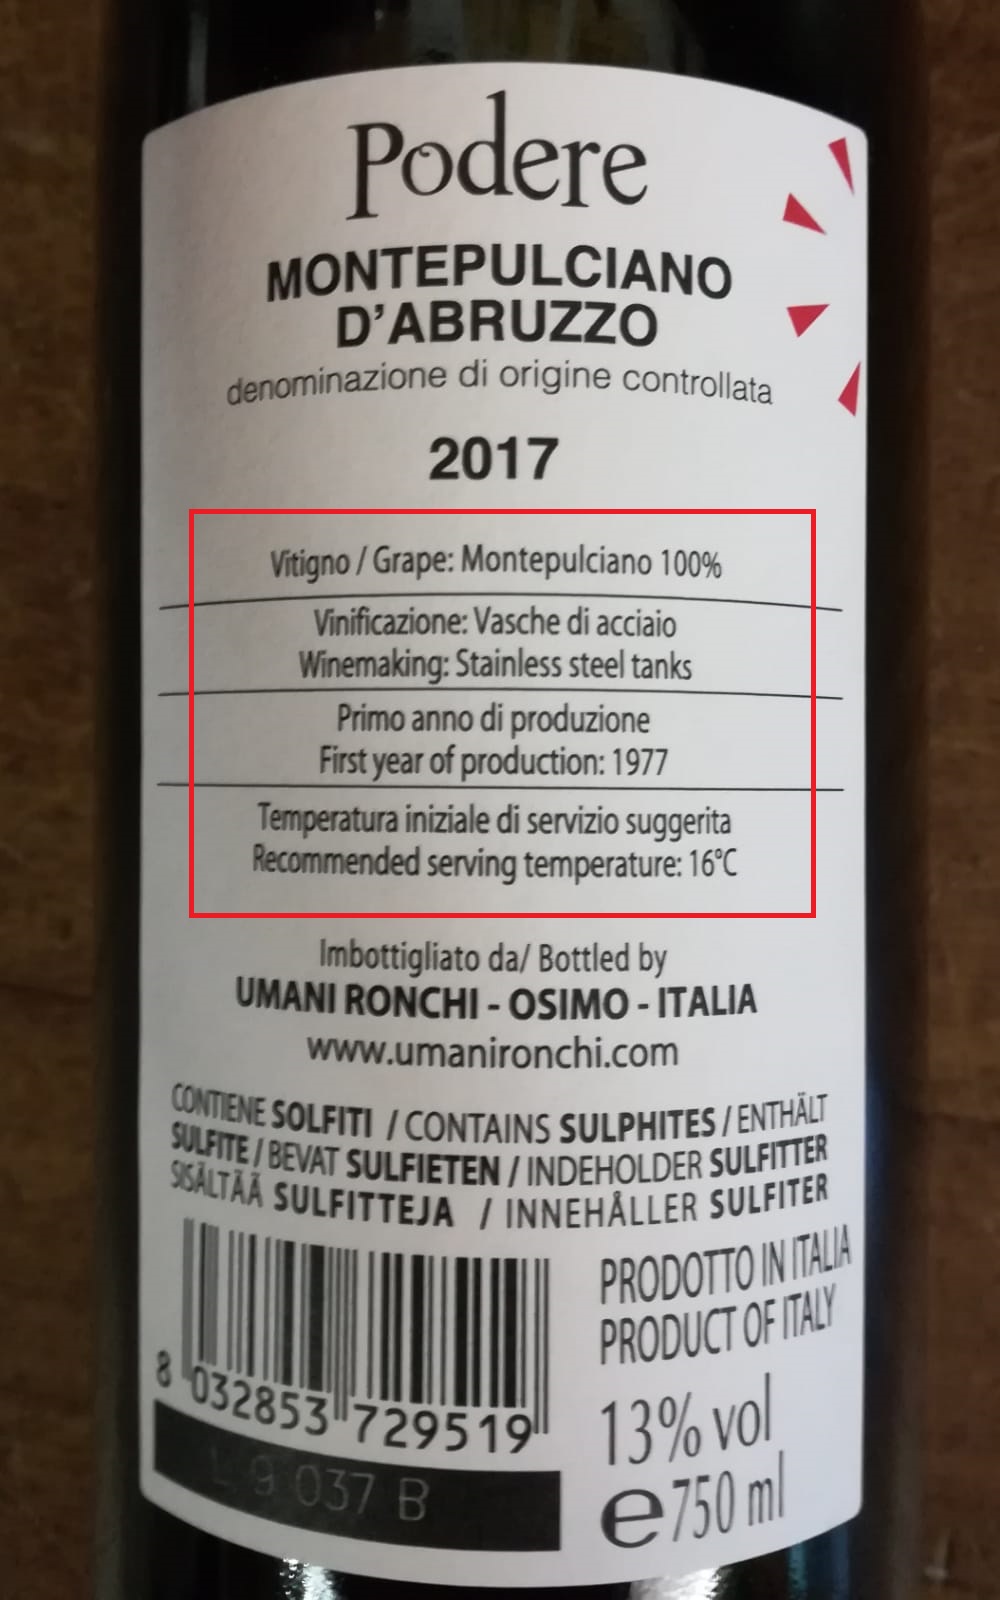 Podere
MONTEPULCIANO
D'ABRUZZO
denominazione di origine controllata
2017
Vitigno / Grape: Montepulciano 100%
Vinificazione: Vasche di acciaio
Winemaking: Stainless steel tanks
Primo anno di produzione
First year of production: 1977
Temperatura iniziale di servizio suggerita
Recommended serving temperature: 16°C
Imbottigliato da/ Bottled by
UMANI RONCHI - OSIMO - ITALIA
www.umanironchi.com
CONTIENE SOLFITI / CONTAINS SULPHITES / ENTHÄLT
SULFITE / BEVAT SULFIETEN / INDEHOLDER SULFITTER
SISÄLTÄÄ SULFITTEJA / INNEHÅLLER SULFITER
PRODOTTO IN ITALIA
PRODUCT OF ITALY
8 032853 729519
13% vol
L 9 037 B
e 750 ml